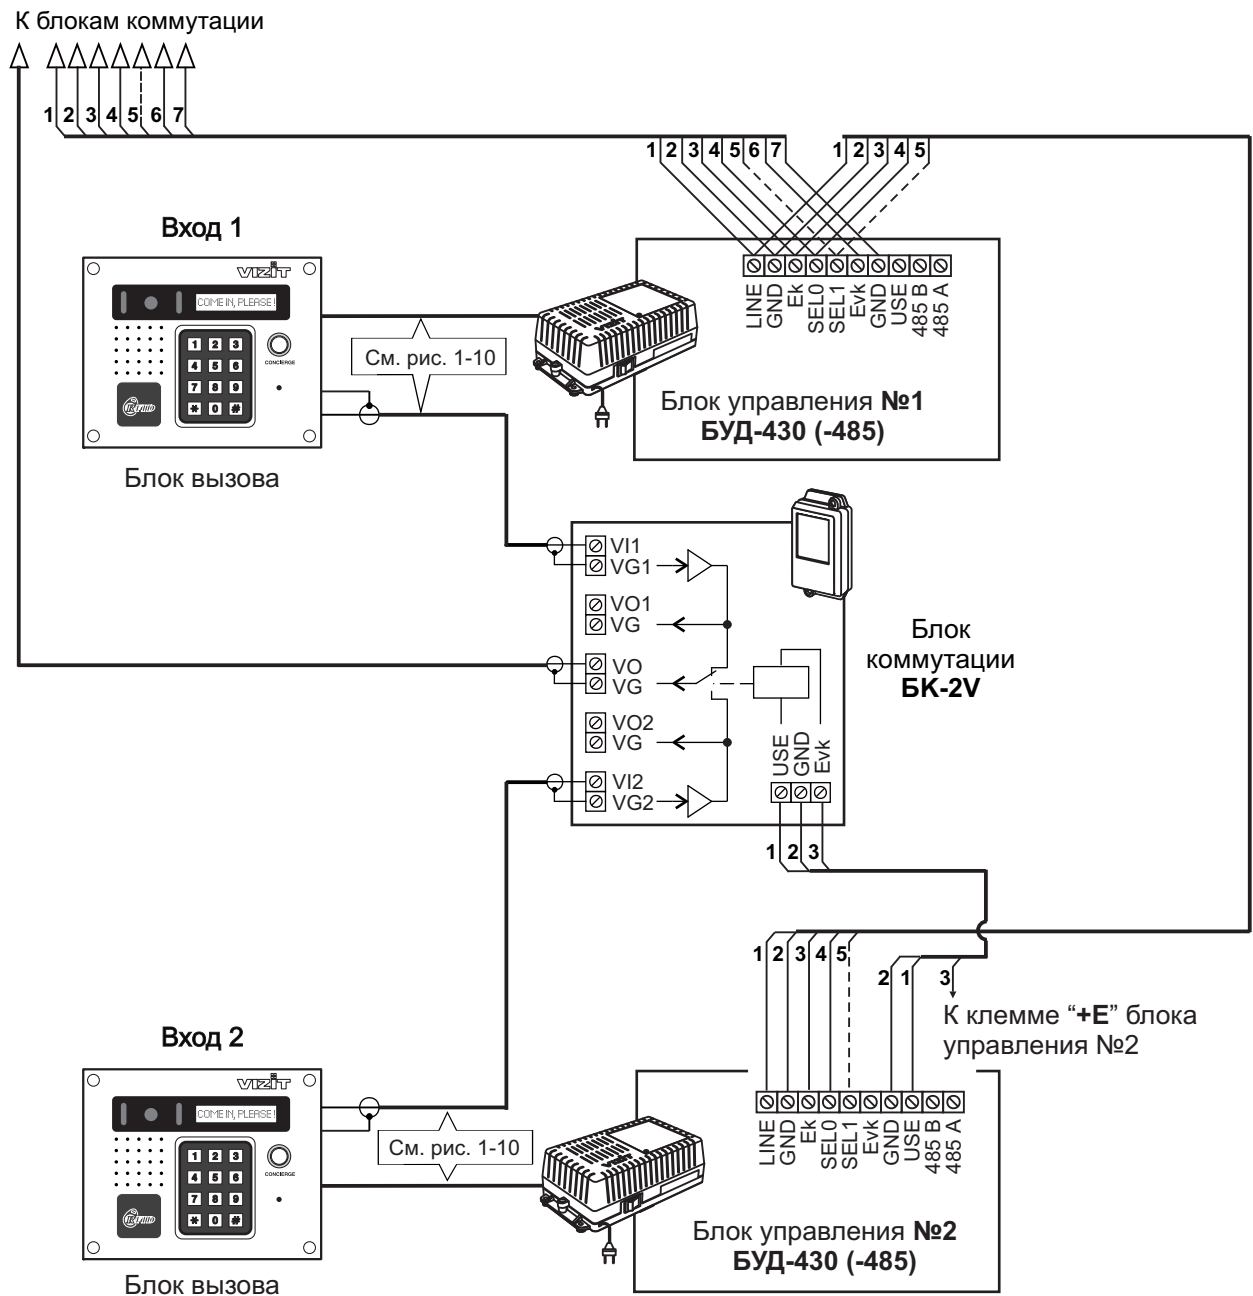 К блокам коммутации
1 2 3 4 5 6 7
1 2 3 4 5 6 7
1 2 3 4 5
Вход 1
VIZIT
COME IN, PLEASE!
1 2 3
4 5 6
7 8 9
* 0 #
CONCIERGE
Блок вызова
См. рис. 1-10
LINE
GND
Ek
SEL0
SEL1
Evk
GND
USE
485 B
485 A
Блок управления №1
БУД-430 (-485)
VI1
VG1
VO1
VG
VO
VG
VO2
VG
VI2
VG2
USE
GND
Evk
1 2 3
Блок
коммутации
БК-2V
1 2 3 4 5
2 1 3
К клемме “+E” блока
управления №2
Вход 2
VIZIT
COME IN, PLEASE!
1 2 3
4 5 6
7 8 9
* 0 #
CONCIERGE
Блок вызова
См. рис. 1-10
LINE
GND
Ek
SEL0
SEL1
Evk
GND
USE
485 B
485 A
Блок управления №2
БУД-430 (-485)